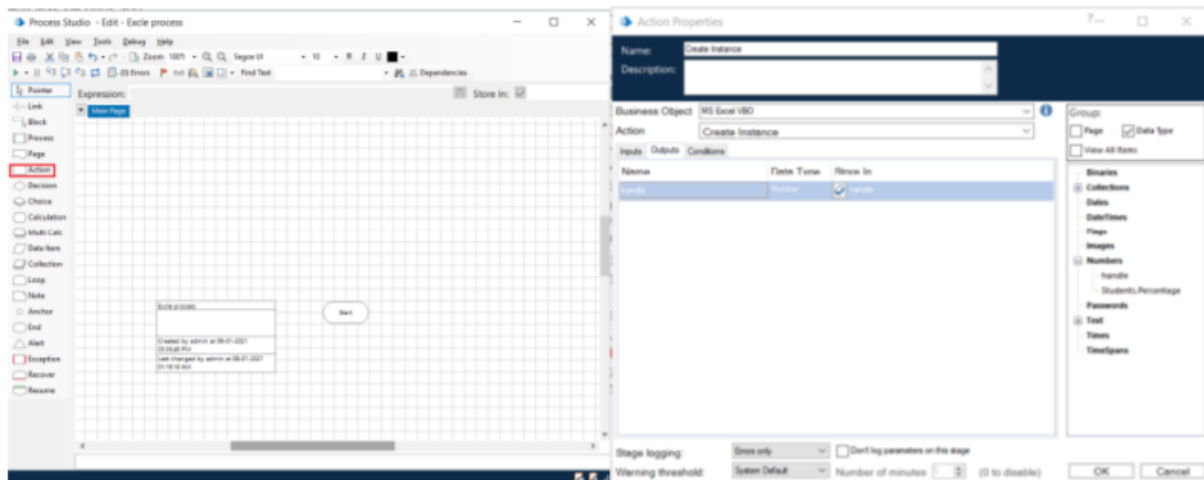 Process Studio - Edit - Excle process
File Edit View Tools Debug Help
Zoom 100% Segoe UI 10 B I U
(0) Errors Find Text Dependencies
Expression: Store In:
Main Page
Pointer
Link
Block
Process
Page
Action
Decision
Choice
Calculation
Multi Calc
Data Item
Collection
Loop
Note
Anchor
End
Alert
Exception
Recover
Resume
Excle process
Created by admin at
Last changed by admin at
Start
Action Properties
Name: Create Instance
Description:
Business Object MS Excel VBO
Action Create Instance
Inputs Outputs Conditions
Name Data Type Store In
handle Number handle
Group:
Page Data Type
View All Items
Binaries
Collections
Dates
DateTimes
Flags
Images
Numbers
handle
Students.Percentage
Passwords
Text
Times
TimeSpans
Stage logging: Errors only Don't log parameters on this stage
Warning threshold: System Default Number of minutes (0 to disable)
OK Cancel